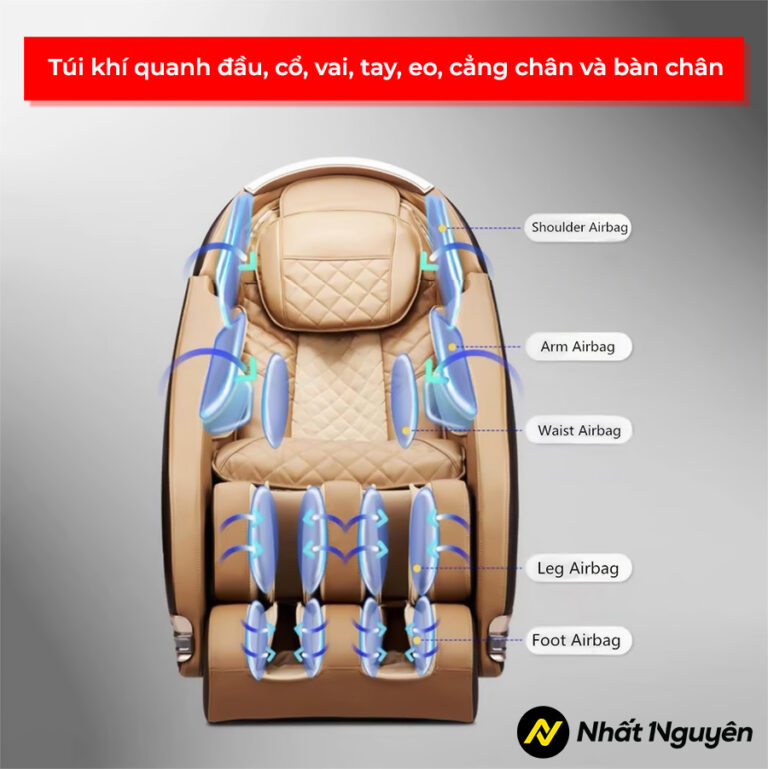 Túi khí quanh đầu, cổ, vai, tay, eo, cẳng chân và bàn chân
Shoulder Airbag
Arm Airbag
Waist Airbag
Leg Airbag
Foot Airbag
Nhất Nguyên